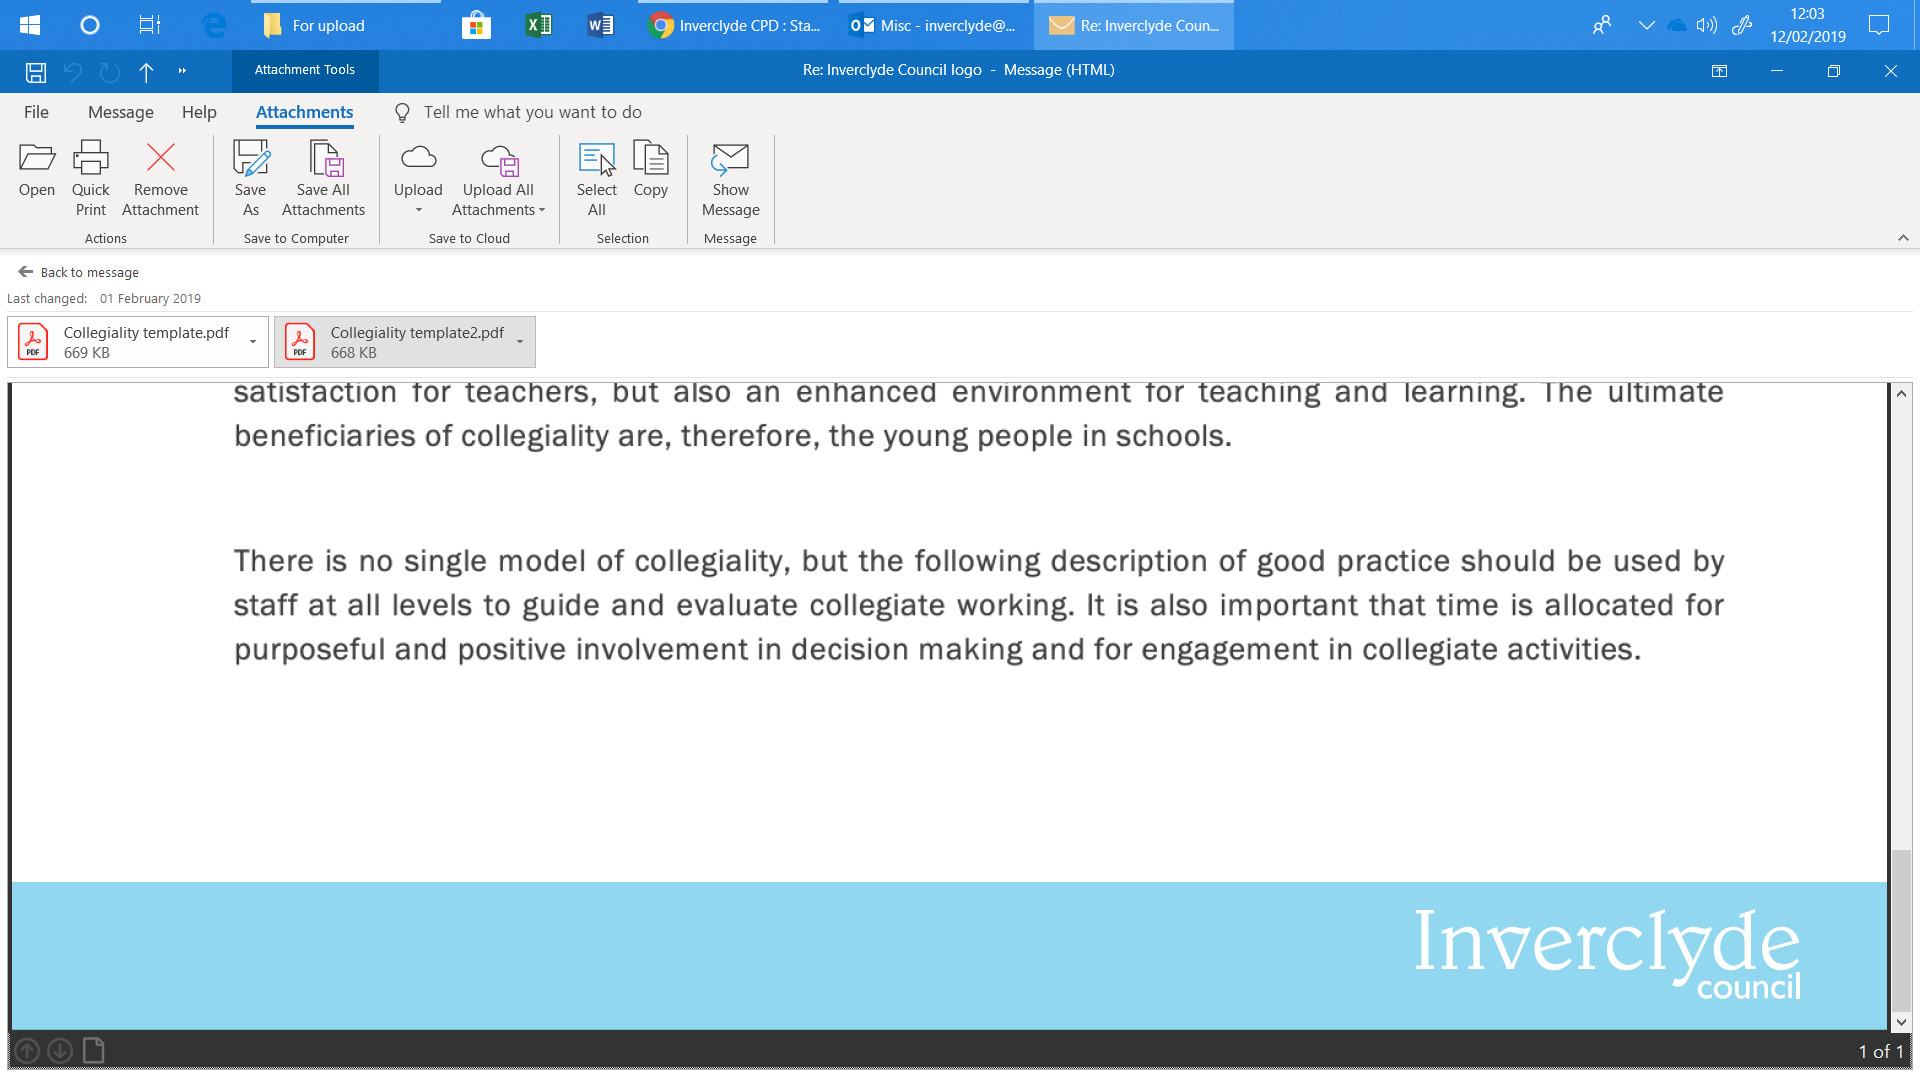 For upload
Inverclyde CPD : Sta...
Misc - inverclyde@...
Re: Inverclyde Coun...
12:03
12/02/2019
Attachment Tools
Re: Inverclyde Council logo - Message (HTML)
File Message Help Attachments Tell me what you want to do
Open
Quick Print
Remove Attachment
Save As
Save All Attachments
Upload
Upload All Attachments
Select All
Copy
Show Message
Actions
Save to Computer
Save to Cloud
Selection
Message
Back to message
Last changed: 01 February 2019
PDF
Collegiality template.pdf
669 KB
PDF
Collegiality template2.pdf
668 KB
satisfaction for teachers, but also an enhanced environment for teaching and learning. The ultimate
beneficiaries of collegiality are, therefore, the young people in schools.
There is no single model of collegiality, but the following description of good practice should be used by
staff at all levels to guide and evaluate collegiate working. It is also important that time is allocated for
purposeful and positive involvement in decision making and for engagement in collegiate activities.
Inverclyde
council
1 of 1